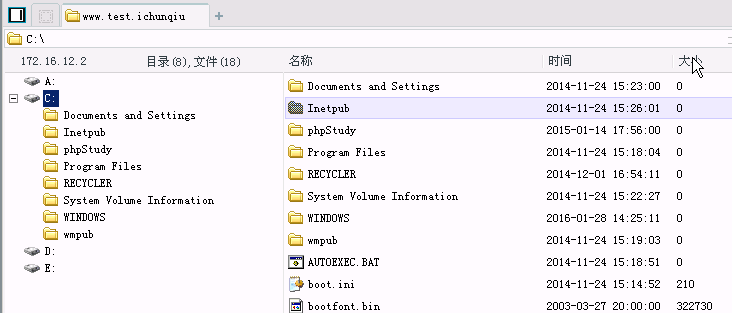 www.test.ichunqiu
C:\
172.16.12.2 目录(8),文件(18) 名称 时间 大小
A:
C:
Documents and Settings
Inetpub
phpStudy
Program Files
RECYCLER
System Volume Information
WINDOWS
wmpub
D:
E:
Documents and Settings 2014-11-24 15:23:00 0
Inetpub 2014-11-24 15:26:01 0
phpStudy 2015-01-14 17:56:00 0
Program Files 2014-11-24 15:18:04 0
RECYCLER 2014-12-01 16:54:11 0
System Volume Information 2014-11-24 15:22:27 0
WINDOWS 2016-01-28 14:25:11 0
wmpub 2014-11-24 15:19:03 0
AUTOEXEC.BAT 2014-11-24 15:18:51 0
boot.ini 2014-11-24 15:14:52 210
bootfont.bin 2003-03-27 20:00:00 322730